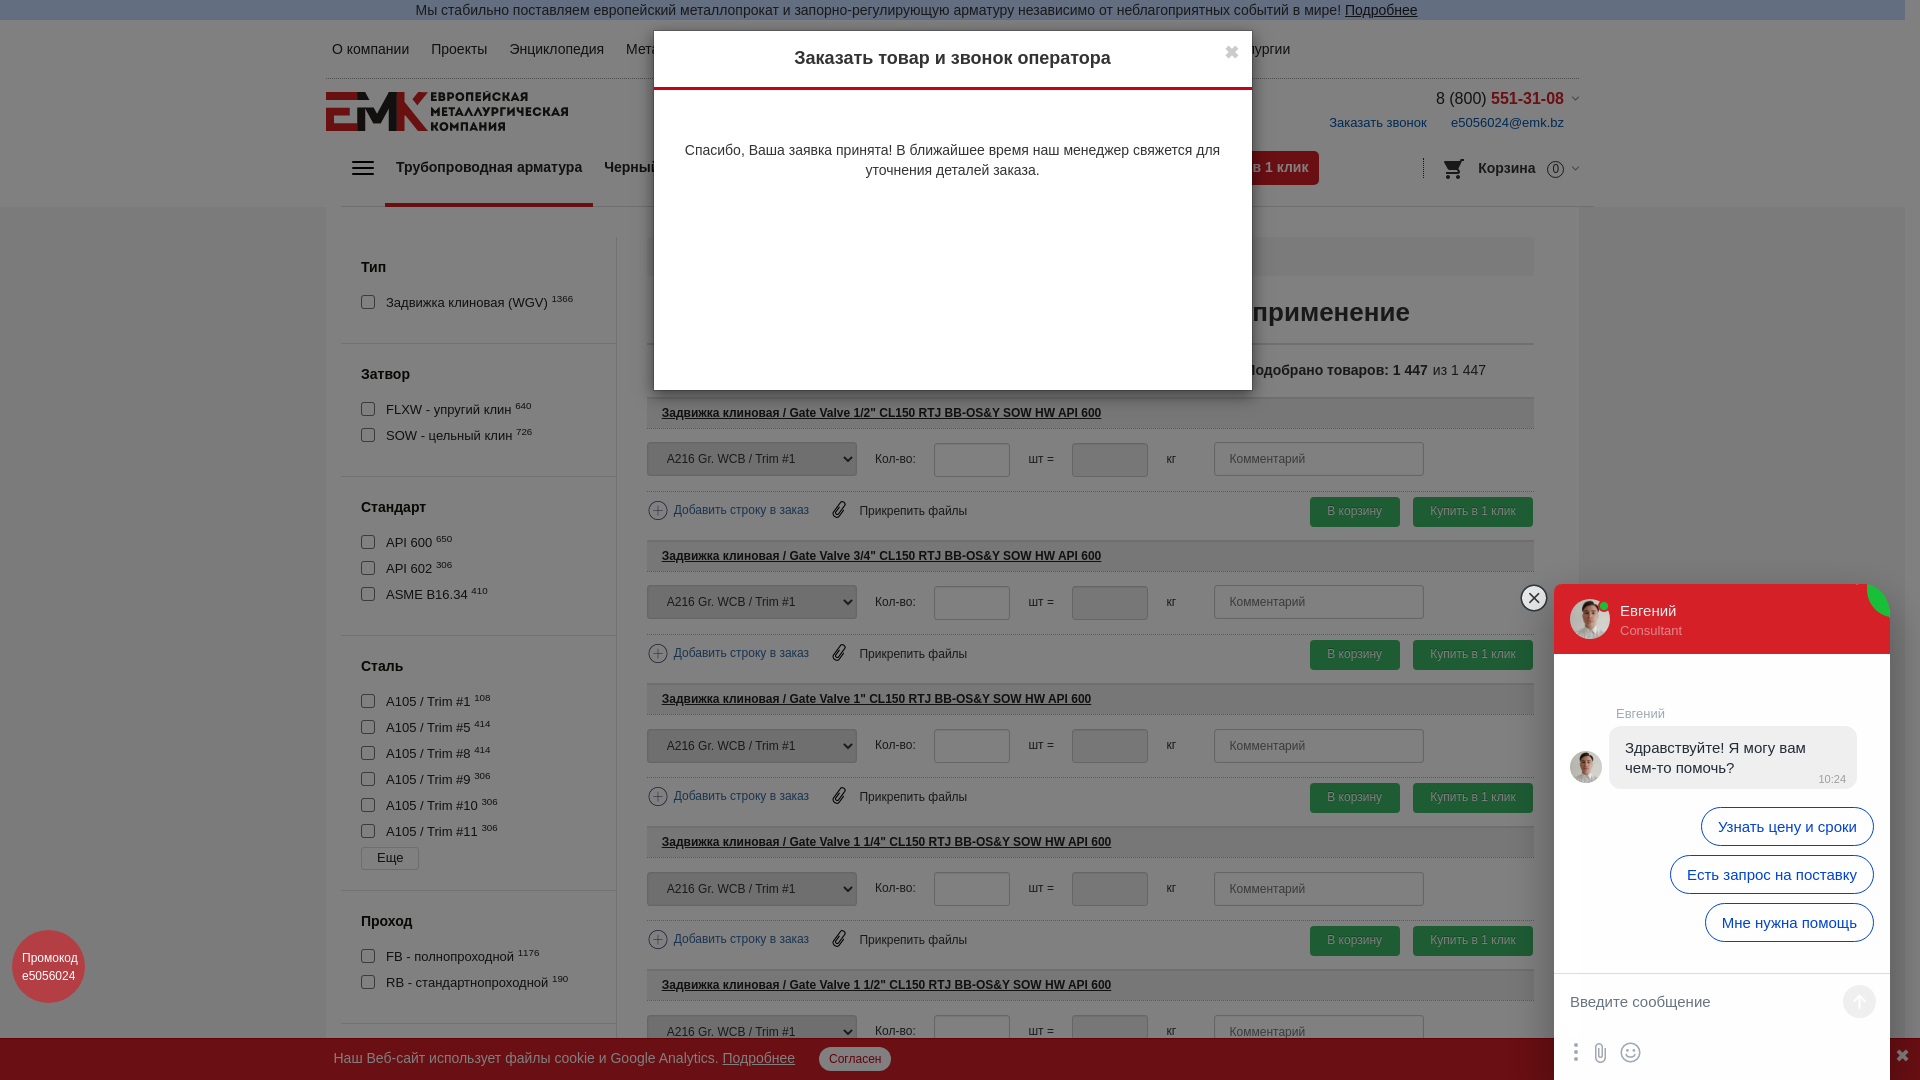 Мы стабильно поставляем европейский металлопрокат и запорно-регулирующую арматуру независимо от неблагоприятных событий в мире! Подробнее
О компании Проекты Энциклопедия
Заказать товар и звонок оператора
✖
ЕМК ЕВРОПЕЙСКАЯ
МЕТАЛЛУРГИЧЕСКАЯ
КОМПАНИЯ
8 (800) 551-31-08
Заказать звонок e5056024@emk.bz
Спасибо, Ваша заявка принята! В ближайшее время наш менеджер свяжется для
уточнения деталей заказа.
Трубопроводная арматура в 1 клик Корзина 0
Тип
Задвижка клиновая (WGV) 1366
Затвор
FLXW - упругий клин 640
SOW - цельный клин 726
Стандарт
API 600 650
API 602 306
ASME B16.34 410
Сталь
A105 / Trim #1 108
A105 / Trim #5 414
A105 / Trim #8 414
A105 / Trim #9 306
A105 / Trim #10 306
A105 / Trim #11 306
Еще
Проход
FB - полнопроходной 1176
RB - стандартнопроходной 190
применение
товаров: 1 447 из 1 447
Задвижка клиновая / Gate Valve 1/2" CL150 RTJ BB-OS&Y SOW HW API 600
A216 Gr. WCB / Trim #1 Кол-во: шт = кг Комментарий
Добавить строку в заказ Прикрепить файлы В корзину Купить в 1 клик
Задвижка клиновая / Gate Valve 3/4" CL150 RTJ BB-OS&Y SOW HW API 600
A216 Gr. WCB / Trim #1 Кол-во: шт = кг Комментарий
Добавить строку в заказ Прикрепить файлы В корзину Купить в 1 клик
Задвижка клиновая / Gate Valve 1" CL150 RTJ BB-OS&Y SOW HW API 600
A216 Gr. WCB / Trim #1 Кол-во: шт = кг Комментарий
Добавить строку в заказ Прикрепить файлы В корзину Купить в 1 клик
Задвижка клиновая / Gate Valve 1 1/4" CL150 RTJ BB-OS&Y SOW HW API 600
A216 Gr. WCB / Trim #1 Кол-во: шт = кг Комментарий
Добавить строку в заказ Прикрепить файлы В корзину Купить в 1 клик
Задвижка клиновая / Gate Valve 1 1/2" CL150 RTJ BB-OS&Y SOW HW API 600
A216 Gr. WCB / Trim #1 Кол-во: шт = кг Комментарий
Промокод
e5056024
Евгений
Consultant
Евгений
Здравствуйте! Я могу вам
чем-то помочь?
10:24
Узнать цену и сроки
Есть запрос на поставку
Мне нужна помощь
Введите сообщение
Наш Веб-сайт использует файлы cookie и Google Analytics. Подробнее Согласен ✖